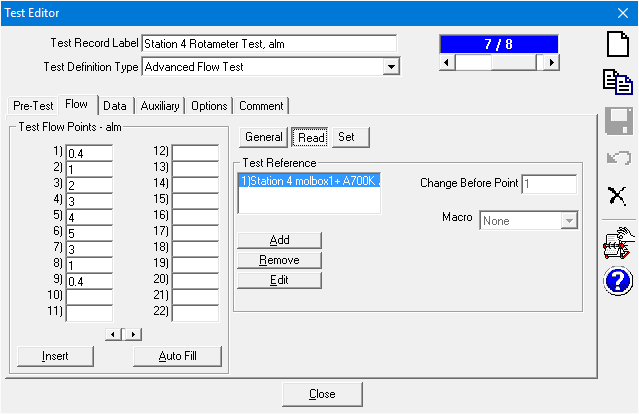 Test Editor
Test Record Label Station 4 Rotameter Test, alm
7 / 8
Test Definition Type Advanced Flow Test
Pre-Test Flow Data Auxiliary Options Comment
Test Flow Points - alm
General Read Set
1) 0.4 12)
2) 1 13)
3) 2 14)
4) 3 15)
5) 4 16)
6) 5 17)
7) 3 18)
8) 1 19)
9) 0.4 20)
10) 21)
11) 22)
Insert Auto Fill
Test Reference
1)Station 4 molbox1+ A700K .
Change Before Point 1
Macro None
Add
Remove
Edit
Close